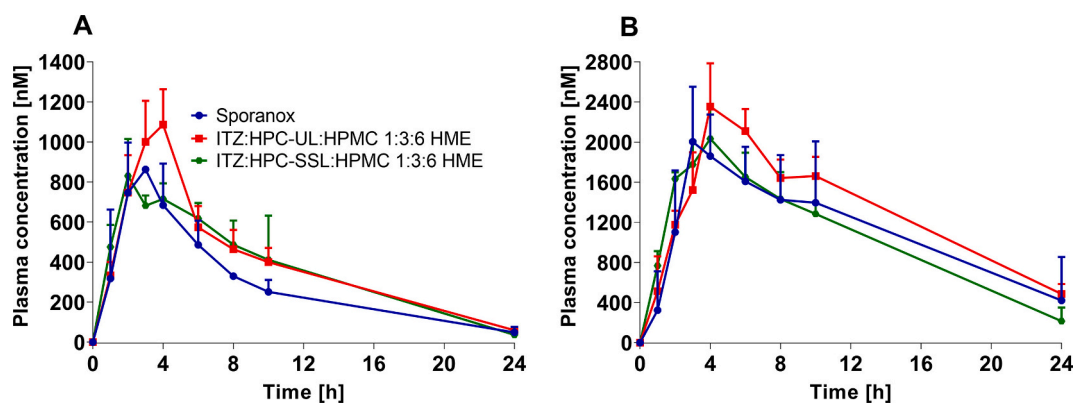 A
Plasma concentration [nM]
1400
1200
1000
800
600
400
200
0
Sporanox
ITZ:HPC-UL:HPMC 1:3:6 HME
ITZ:HPC-SSL:HPMC 1:3:6 HME
0 4 8 12 16 20 24
Time [h]
B
Plasma concentration [nM]
2800
2400
2000
1600
1200
800
400
0
0 4 8 12 16 20 24
Time [h]